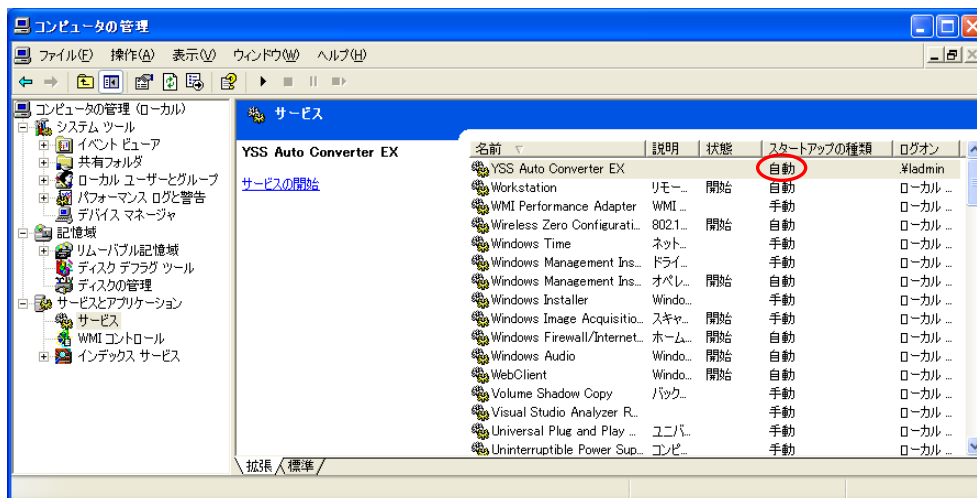 コンピュータの管理
ファイル(F) 操作(A) 表示(V) ウィンドウ(W) ヘルプ(H)
コンピュータの管理 (ローカル)
システム ツール
イベント ビューア
共有フォルダ
ローカル ユーザーとグループ
パフォーマンス ログと警告
デバイス マネージャ
記憶域
リムーバブル記憶域
ディスク デフラグ ツール
ディスクの管理
サービスとアプリケーション
サービス
WMI コントロール
インデックス サービス
サービス
YSS Auto Converter EX
サービスの開始
名前 説明 状態 スタートアップの種類 ログオン
YSS Auto Converter EX 自動 .¥ladmin
Workstation リモー... 開始 自動 ローカル ...
WMI Performance Adapter WMI ... 手動 ローカル ...
Wireless Zero Configurati... 802.1... 開始 自動 ローカル ...
Windows Time ネット... 手動 ローカル ...
Windows Management Ins... ドライ... 手動 ローカル ...
Windows Management Ins... オペレ... 開始 自動 ローカル ...
Windows Installer Windo... 手動 ローカル ...
Windows Image Acquisitio... スキャ... 開始 手動 ローカル ...
Windows Firewall/Internet... ホーム... 開始 自動 ローカル ...
Windows Audio Windo... 開始 自動 ローカル ...
WebClient Windo... 開始 自動 ローカル ...
Volume Shadow Copy バック... 手動 ローカル ...
Visual Studio Analyzer R... 手動 ローカル ...
Universal Plug and Play ... ユニバ... 手動 ローカル ...
Uninterruptible Power Sup... コンピ... 手動 ローカル ...
拡張 標準